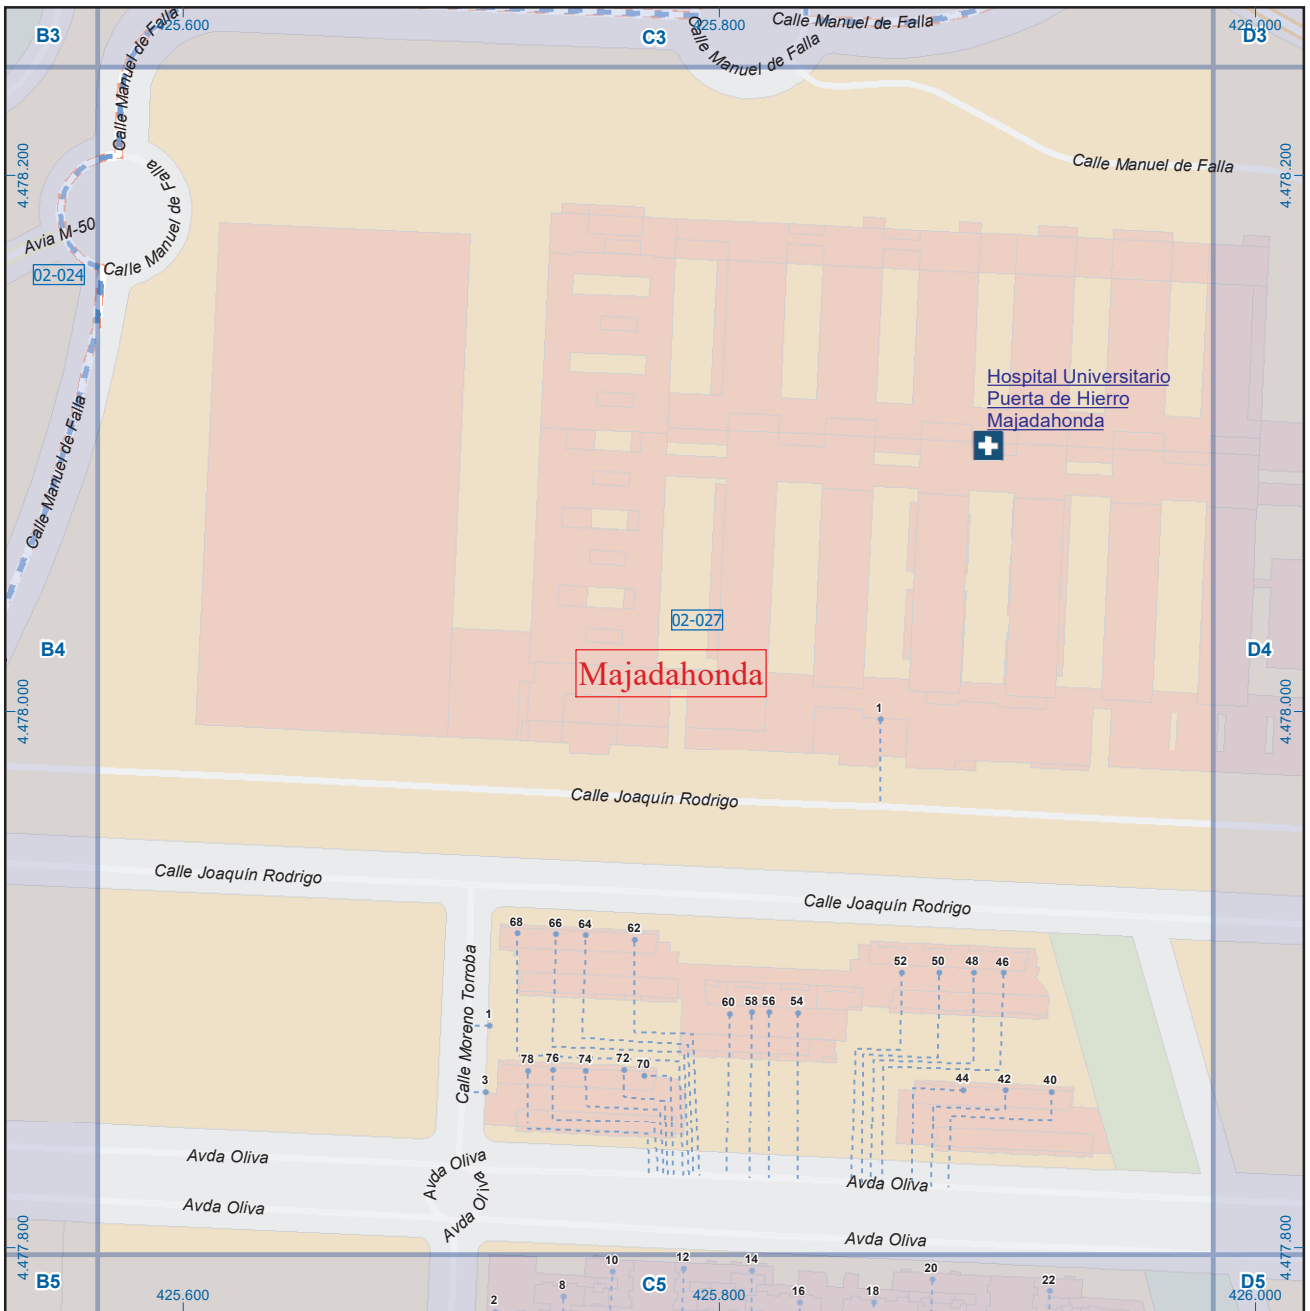 B3
425.600
C3
425.800
Calle Manuel de Falla
426.000
D3
Calle Manuel de Falla
Calle Manuel de Falla
4.478.200
Calle Manuel de Falla
Calle Manuel de Falla
4.478.200
Avia M-50
02-024
Hospital Universitario
Puerta de Hierro
Majadahonda
Calle Manuel de Falla
02-027
B4
Majadahonda
D4
4.478.000
1
4.478.000
Calle Joaquín Rodrigo
Calle Joaquín Rodrigo
Calle Joaquín Rodrigo
68
66
64
62
52
50
48
46
Calle Moreno Torroba
1
60
58
56
54
78
76
74
72
70
3
44
42
40
Avda Oliva
Avda Oliva
Avda Oliva
Avda Oliva
Avda Oliva
Avda Oliva
4.477.800
4.477.800
B5
2
8
10
C5
12
14
16
18
20
22
D5
425.600
425.800
426.000